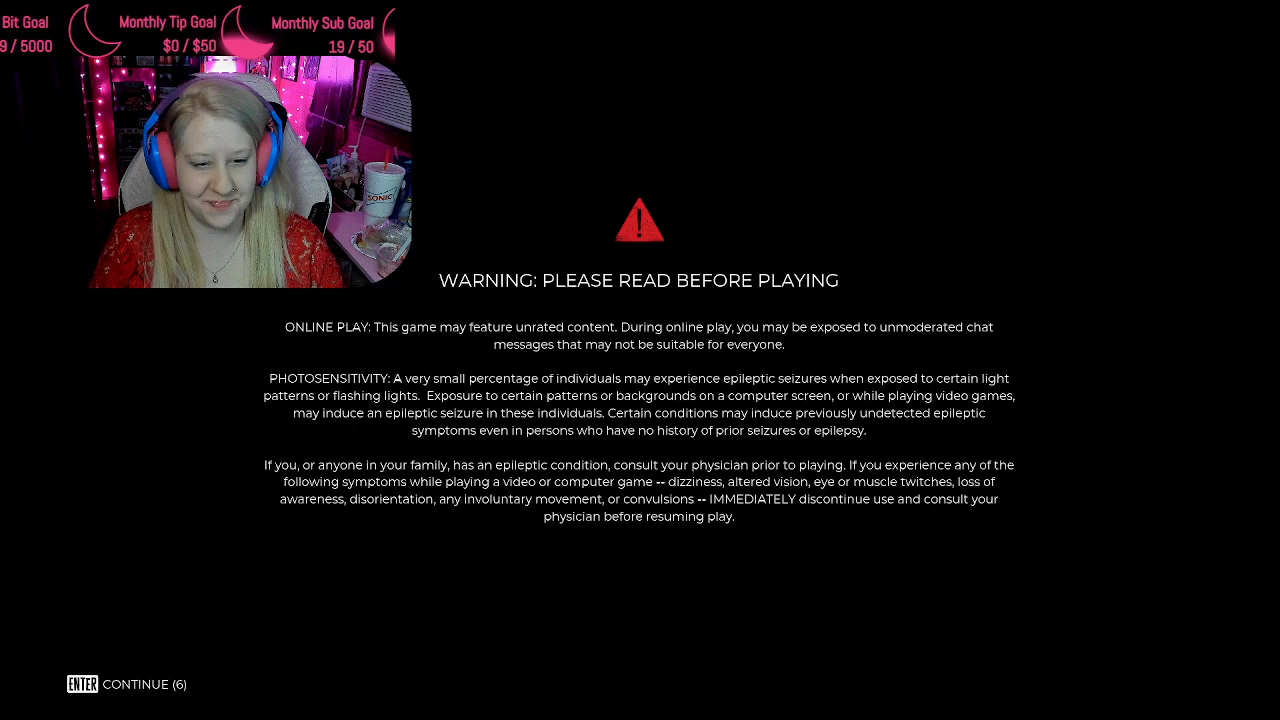 Bit Goal
9 / 5000
Monthly Tip Goal
$0 / $50
Monthly Sub Goal
19 / 50
SONIC
WARNING: PLEASE READ BEFORE PLAYING
ONLINE PLAY: This game may feature unrated content. During online play, you may be exposed to unmoderated chat
messages that may not be suitable for everyone.
PHOTOSENSITIVITY: A very small percentage of individuals may experience epileptic seizures when exposed to certain light
patterns or flashing lights.  Exposure to certain patterns or backgrounds on a computer screen, or while playing video games,
may induce an epileptic seizure in these individuals. Certain conditions may induce previously undetected epileptic
symptoms even in persons who have no history of prior seizures or epilepsy.
If you, or anyone in your family, has an epileptic condition, consult your physician prior to playing. If you experience any of the
following symptoms while playing a video or computer game -- dizziness, altered vision, eye or muscle twitches, loss of
awareness, disorientation, any involuntary movement, or convulsions -- IMMEDIATELY discontinue use and consult your
physician before resuming play.
ENTER CONTINUE (6)